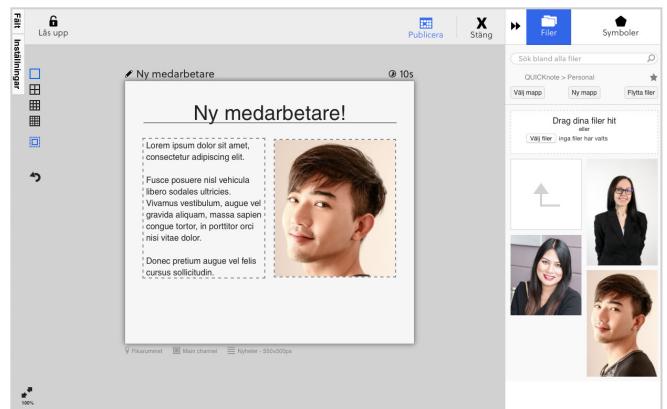 Fält
Inställningar
Lås upp
Publicera
Stäng
Filer
Symboler
Ny medarbetare
10s
Ny medarbetare!
Lorem ipsum dolor sit amet,
consectetur adipiscing elit.
Fusce posuere nisl vehicula
libero sodales ultricies.
Vivamus vestibulum, augue vel
gravida aliquam, massa sapien
congue tortor, in porttitor orci
nisi vitae dolor.
Donec pretium augue vel felis
cursus sollicitudin.
Fikarummet
Main channel
Nyheter - 550x500px
100%
Sök bland alla filer
QUICKnote > Personal
Välj mapp
Ny mapp
Flytta filer
Drag dina filer hit
eller
Välj filer inga filer har valts